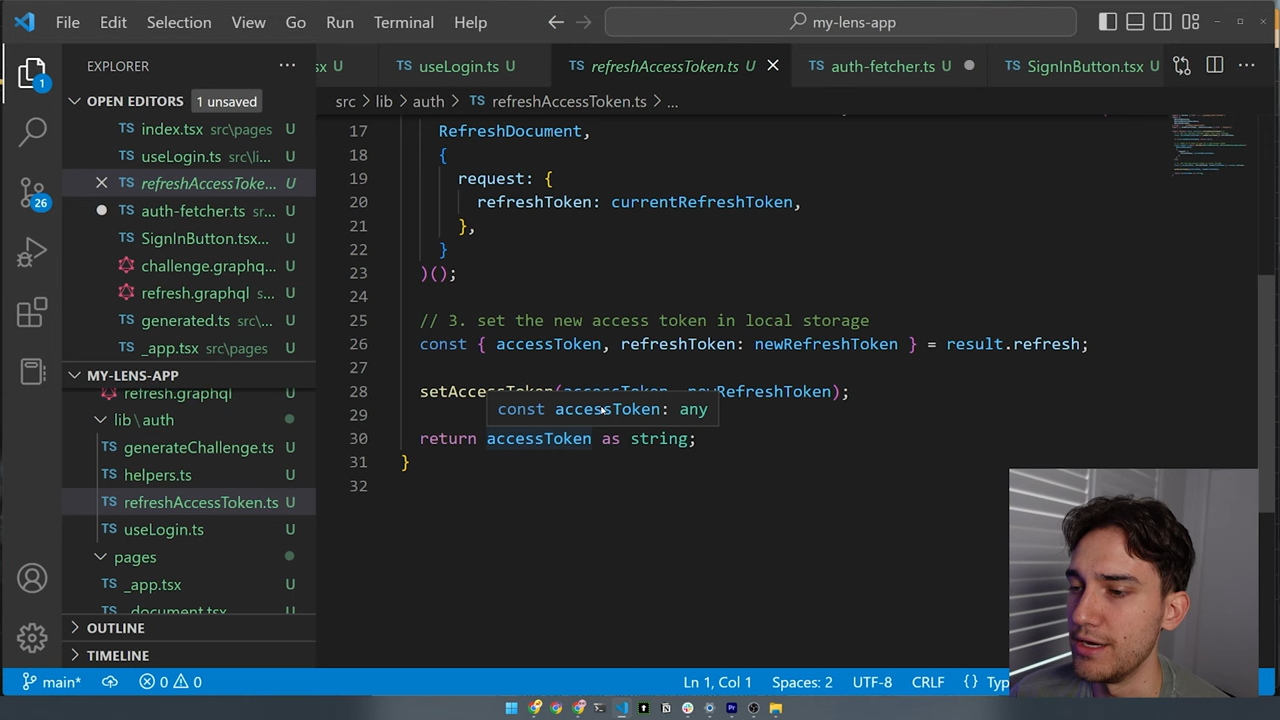 File Edit Selection View Go Run Terminal Help
my-lens-app
EXPLORER
sx U
TS useLogin.ts U
TS refreshAccessToken.ts U
TS auth-fetcher.ts U
TS SignInButton.tsx U
OPEN EDITORS 1 unsaved
src > lib > auth > TS refreshAccessToken.ts > ...
TS index.tsx src\pages U
TS useLogin.ts src\li... U
TS refreshAccessToke... U
TS auth-fetcher.ts sr... U
TS SignInButton.tsx... U
challenge.graphq... U
refresh.graphql s... U
TS generated.ts src\... U
TS _app.tsx src\pages U
MY-LENS-APP
refresh.graphql U
lib\auth
TS generateChallenge.ts U
TS helpers.ts U
TS refreshAccessToken.ts U
TS useLogin.ts U
pages
TS _app.tsx U
TS _document.tsx U
OUTLINE
TIMELINE
1
26
17 RefreshDocument,
18 {
19 request: {
20 refreshToken: currentRefreshToken,
21 },
22 }
23 )();
24
25 // 3. set the new access token in local storage
26 const { accessToken, refreshToken: newRefreshToken } = result.refresh;
27
28 setAccessToken(accessToken, newRefreshToken);
const accessToken: any
29
30 return accessToken as string;
31 }
32
main* 0 0
Ln 1, Col 1 Spaces: 2 UTF-8 CRLF {} Typ